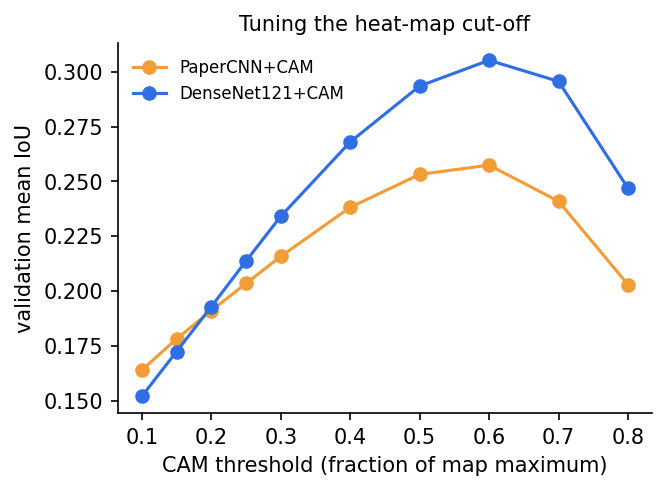 Tuning the heat-map cut-off
PaperCNN+CAM
DenseNet121+CAM
validation mean IoU
0.300
0.275
0.250
0.225
0.200
0.175
0.150
0.1 0.2 0.3 0.4 0.5 0.6 0.7 0.8
CAM threshold (fraction of map maximum)